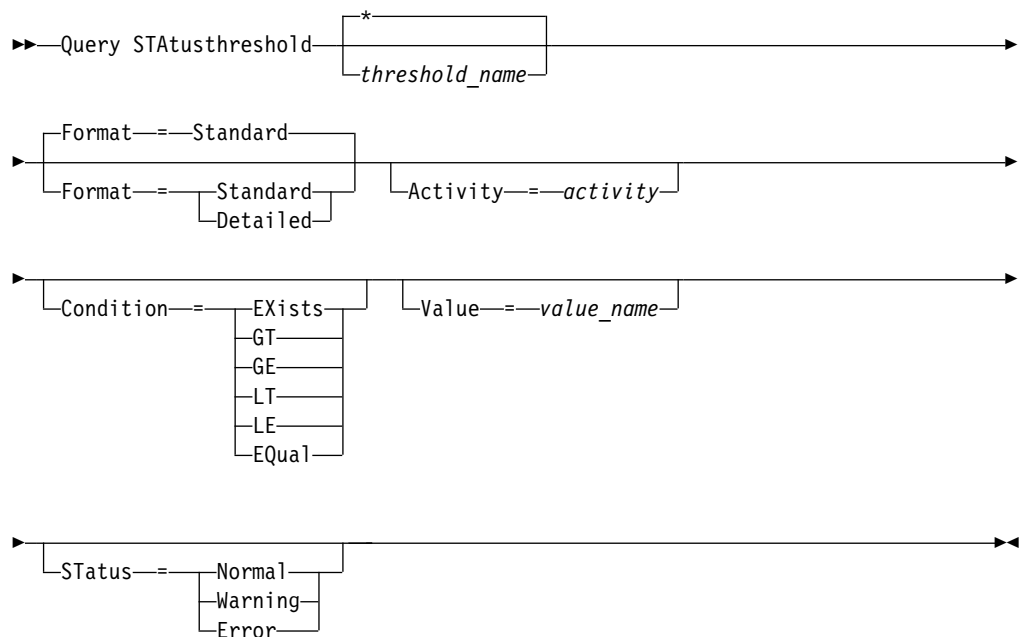 *
Query STAtusthreshold
threshold_name
Format = Standard
Format = Standard Activity = activity
Detailed
Condition = EXists Value = value_name
GT
GE
LT
LE
EQual
STatus = Normal
Warning
Error